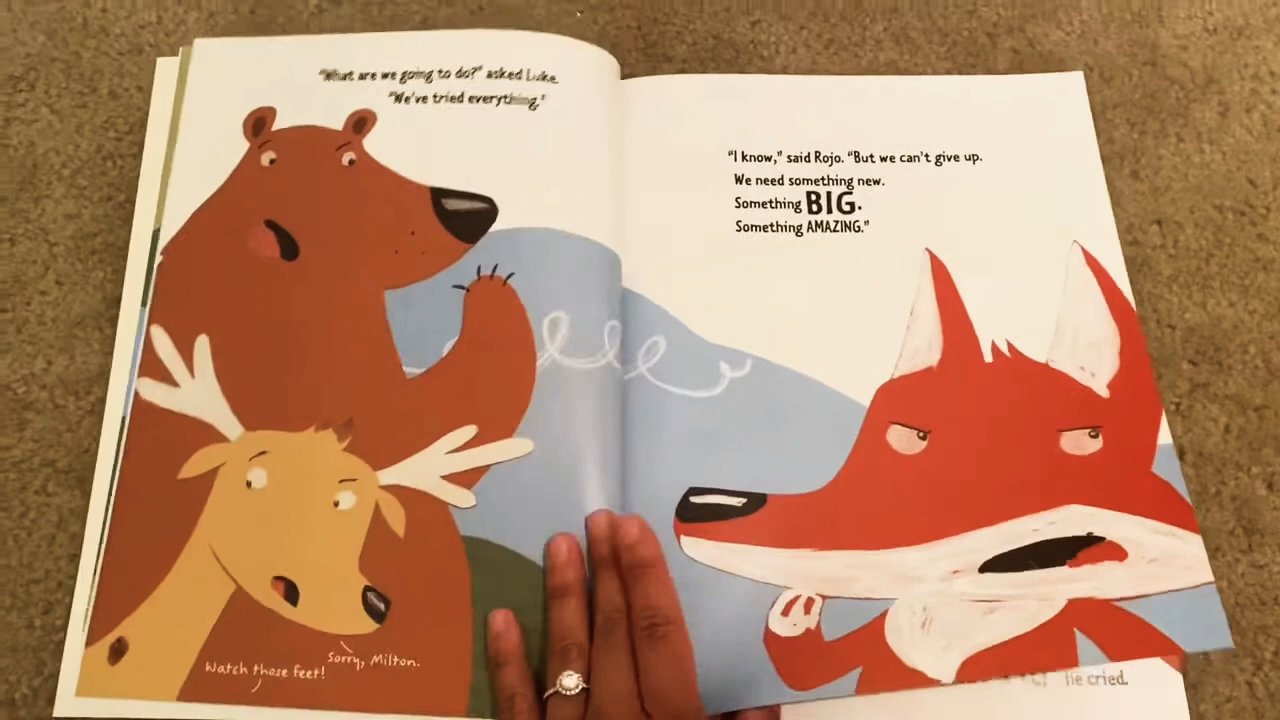 "What are we going to do?" asked Luke.
"We've tried everything."
"I know," said Rojo. "But we can't give up.
We need something new.
Something BIG.
Something AMAZING."
Sorry, Milton.
Watch those feet!
he cried.